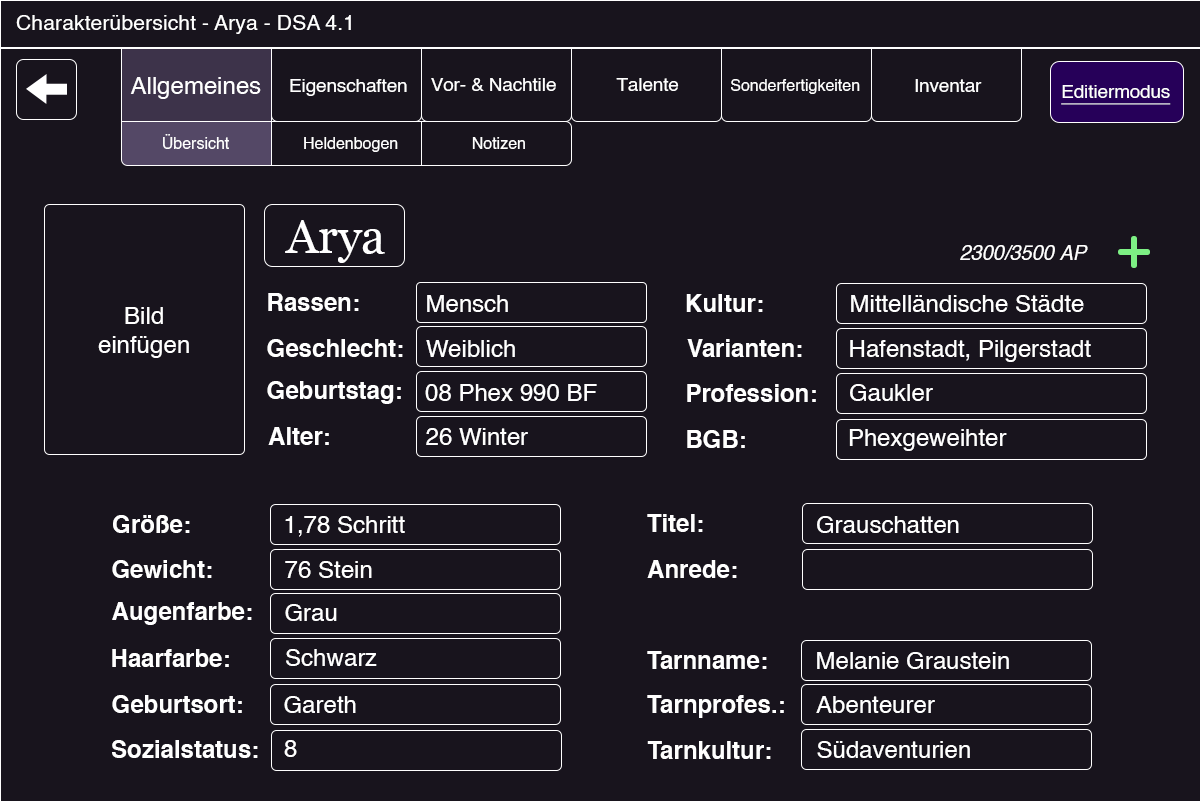 Charakterübersicht - Arya - DSA 4.1
Allgemeines
Eigenschaften
Vor- & Nachtile
Talente
Sonderfertigkeiten
Inventar
Editiermodus
Übersicht
Heldenbogen
Notizen
Bild
einfügen
Arya
2300/3500 AP
Rassen: Mensch
Geschlecht: Weiblich
Geburtstag: 08 Phex 990 BF
Alter: 26 Winter
Kultur: Mittelländische Städte
Varianten: Hafenstadt, Pilgerstadt
Profession: Gaukler
BGB: Phexgeweihter
Größe: 1,78 Schritt
Gewicht: 76 Stein
Augenfarbe: Grau
Haarfarbe: Schwarz
Geburtsort: Gareth
Sozialstatus: 8
Titel: Grauschatten
Anrede:
Tarnname: Melanie Graustein
Tarnprofes.: Abenteurer
Tarnkultur: Südaventurien